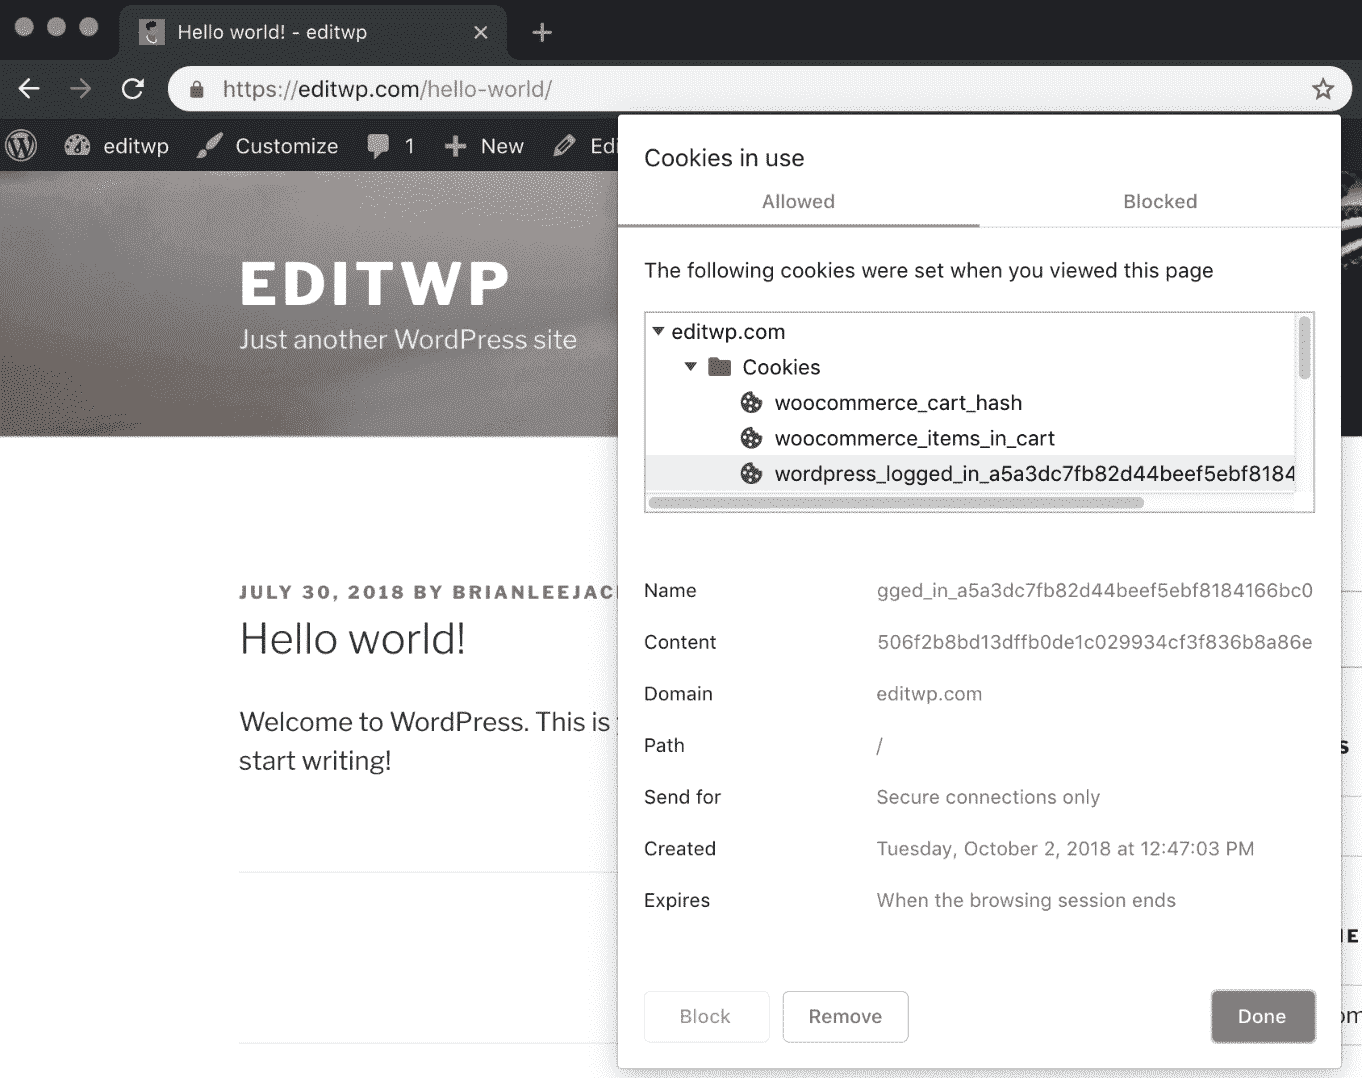 Hello world! - editwp
https://editwp.com/hello-world/
editwp Customize 1 New
Cookies in use
Allowed Blocked
The following cookies were set when you viewed this page
editwp.com
Cookies
woocommerce_cart_hash
woocommerce_items_in_cart
wordpress_logged_in_a5a3dc7fb82d44beef5ebf8184
Name gged_in_a5a3dc7fb82d44beef5ebf8184166bc0
Content 506f2b8bd13dffb0de1c029934cf3f836b8a86e
Domain editwp.com
Path /
Send for Secure connections only
Created Tuesday, October 2, 2018 at 12:47:03 PM
Expires When the browsing session ends
Block Remove Done
EDITWP
Just another WordPress site
JULY 30, 2018 BY BRIANLEEJAC
Hello world!
Welcome to WordPress. This is
start writing!